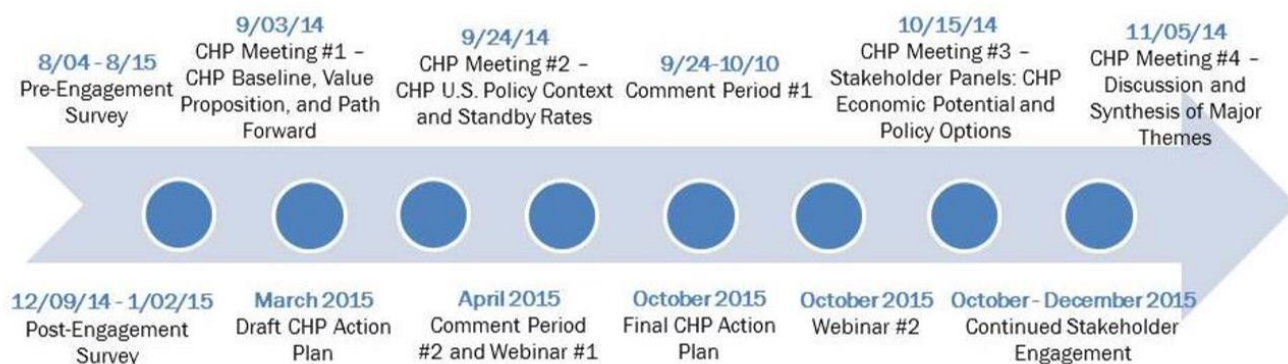 8/04 - 8/15
Pre-Engagement
Survey
9/03/14
CHP Meeting #1 –
CHP Baseline, Value
Proposition, and Path
Forward
9/24/14
CHP Meeting #2 –
CHP U.S. Policy Context
and Standby Rates
9/24-10/10
Comment Period #1
10/15/14
CHP Meeting #3 –
Stakeholder Panels: CHP
Economic Potential and
Policy Options
11/05/14
CHP Meeting #4 –
Discussion and
Synthesis of Major
Themes
12/09/14 - 1/02/15
Post-Engagement
Survey
March 2015
Draft CHP Action
Plan
April 2015
Comment Period
#2 and Webinar #1
October 2015
Final CHP Action
Plan
October 2015
Webinar #2
October - December 2015
Continued Stakeholder
Engagement